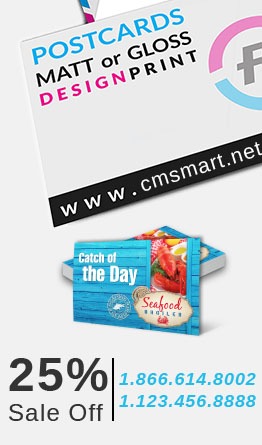 POSTCARDS
MATT or GLOSS
DESIGNPRINT
www.cmsmart.net
Catch of
the Day
Seafood
BROILER
25%
Sale Off
1.866.614.8002
1.123.456.8888